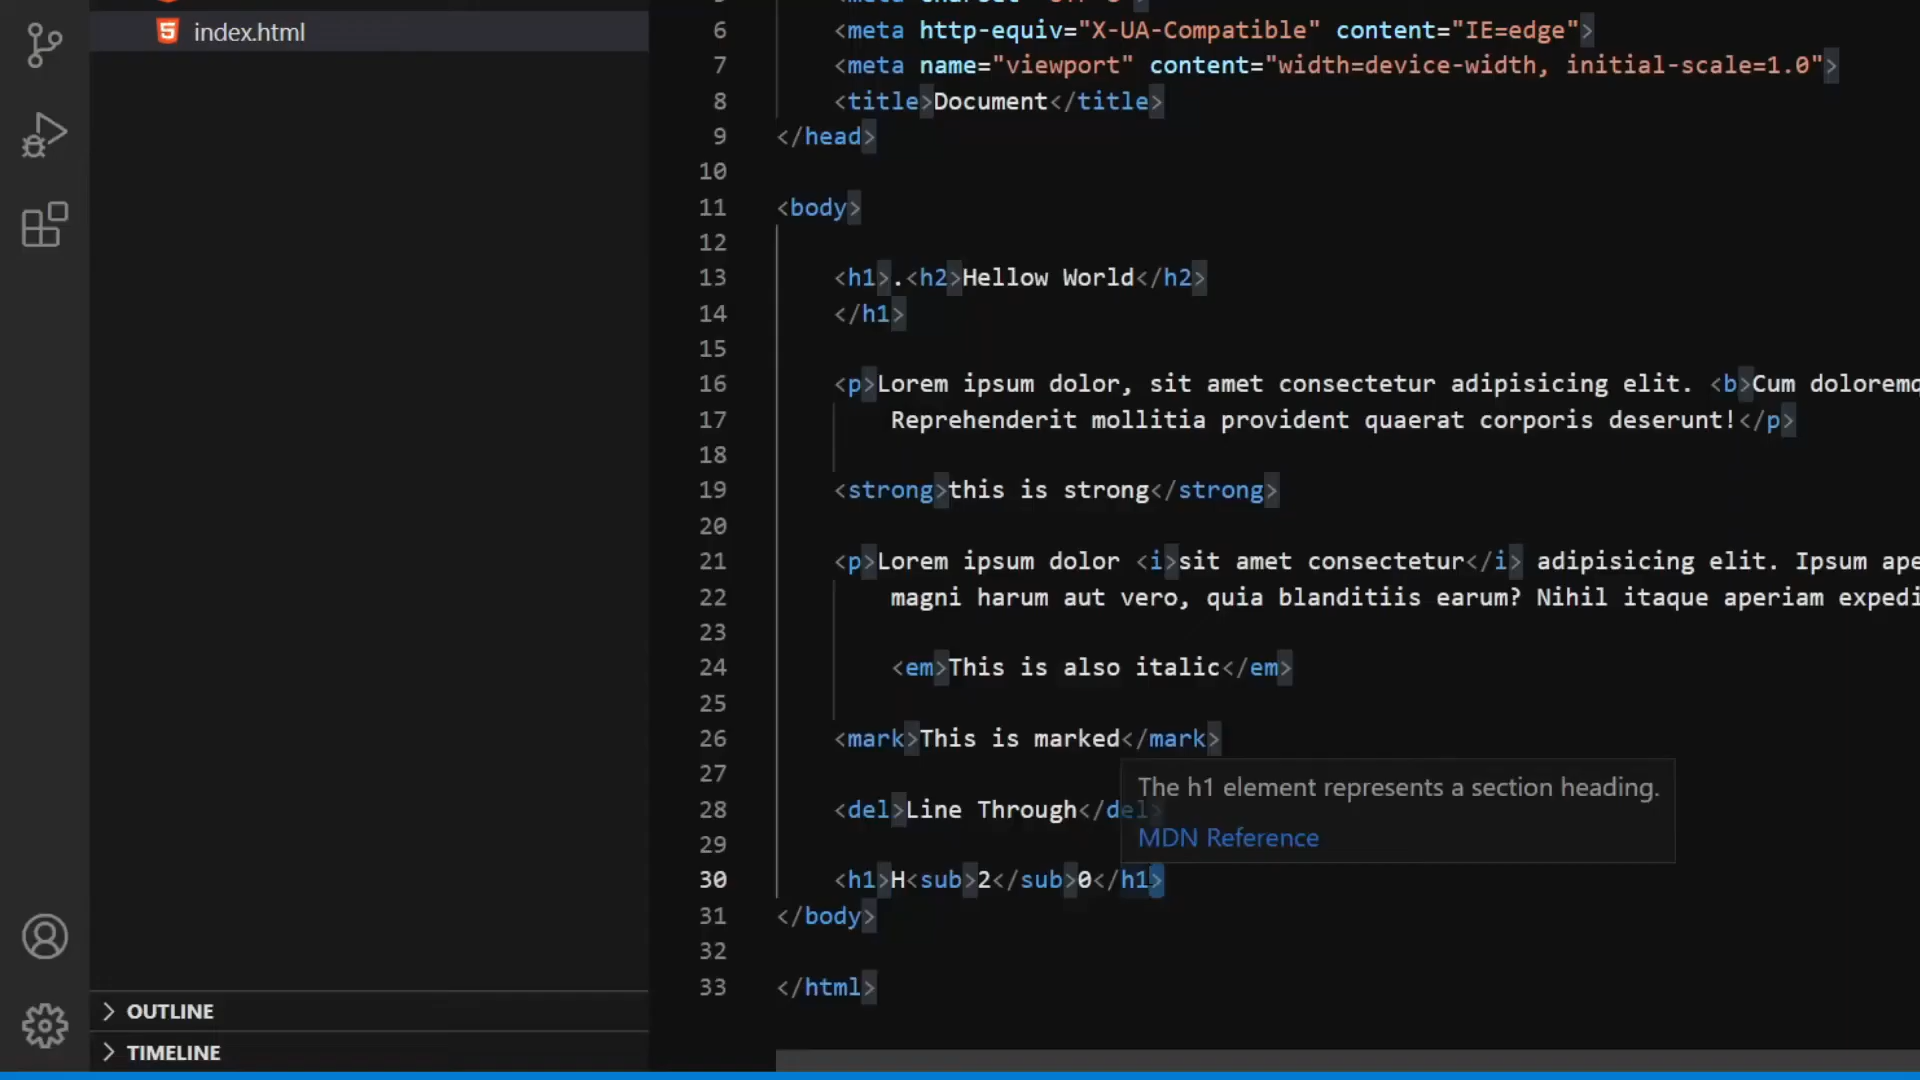 index.html
6 <meta http-equiv="X-UA-Compatible" content="IE=edge">
7 <meta name="viewport" content="width=device-width, initial-scale=1.0">
8 <title>Document</title>
9 </head>
10
11 <body>
12
13 <h1>.<h2>Hellow World</h2>
14 </h1>
15
16 <p>Lorem ipsum dolor, sit amet consectetur adipisicing elit. <b>Cum
17 Reprehenderit mollitia provident quaerat corporis deserunt!</p>
18
19 <strong>this is strong</strong>
20
21 <p>Lorem ipsum dolor <i>sit amet consectetur</i> adipisicing elit. Ipsum
22 magni harum aut vero, quia blanditiis earum? Nihil itaque aperiam
23
24 <em>This is also italic</em>
25
26 <mark>This is marked</mark>
27
The h1 element represents a section heading.
28 <del>Line Through</del>
MDN Reference
29
30 <h1>H<sub>2</sub>0</h1>
31 </body>
32
33 </html>
OUTLINE
TIMELINE